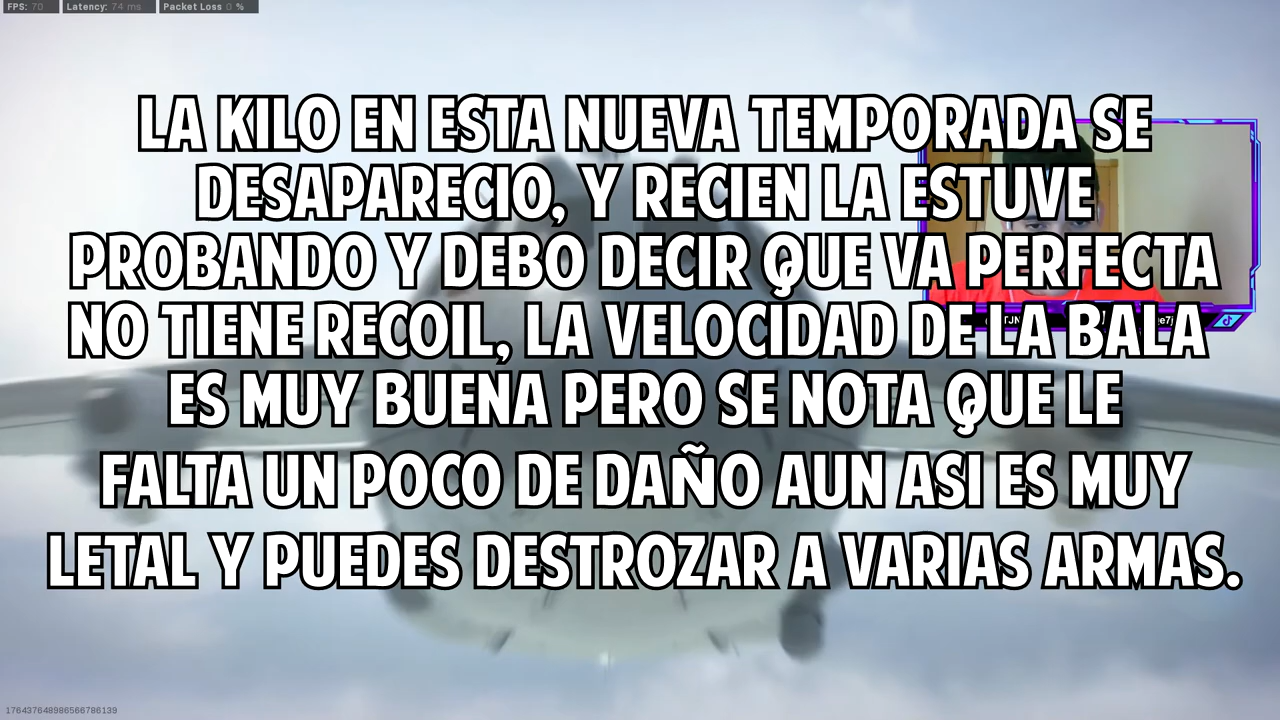 FPS: 70 Latency: 74 ms Packet Loss 0 %
LA KILO EN ESTA NUEVA TEMPORADA SE
DESAPARECIO, Y RECIEN LA ESTUVE
PROBANDO Y DEBO DECIR QUE VA PERFECTA
NO TIENE RECOIL, LA VELOCIDAD DE LA BALA
ES MUY BUENA PERO SE NOTA QUE LE
FALTA UN POCO DE DAÑO AUN ASI ES MUY
LETAL Y PUEDES DESTROZAR A VARIAS ARMAS.
176437648986566786139